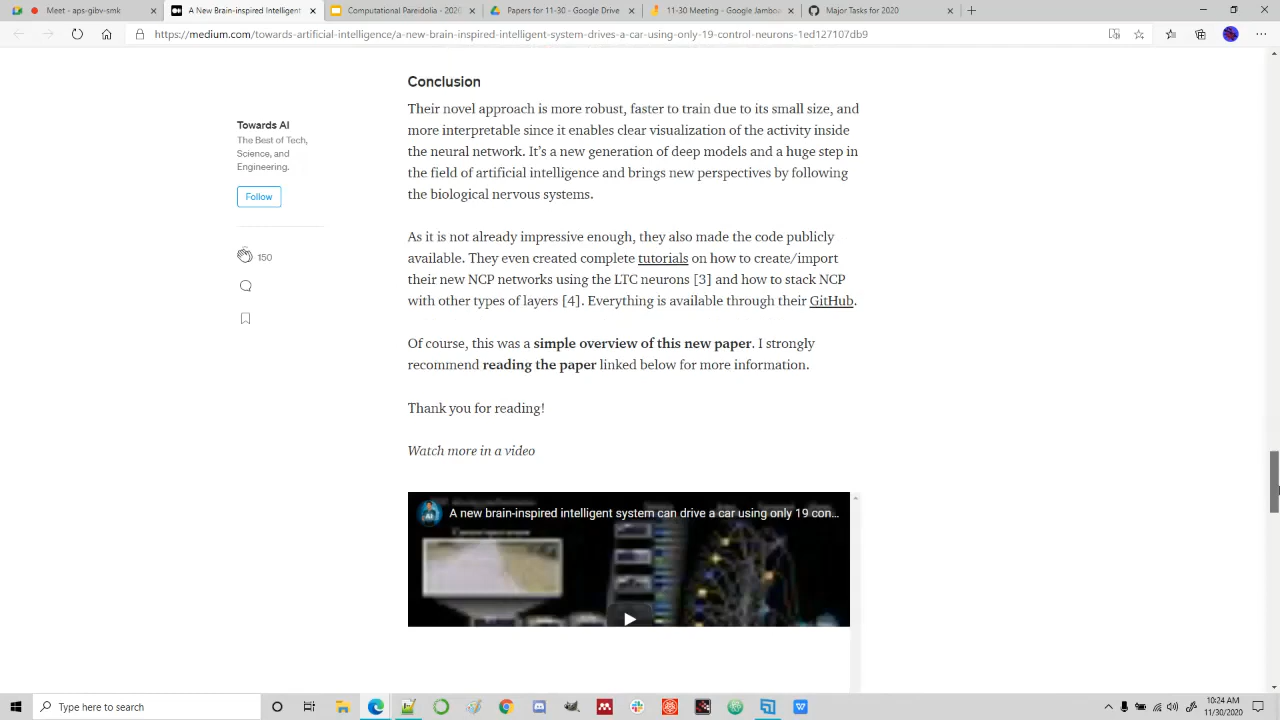 Meet - aps-gibv-smk
A New Brain-Inspired Intelligent
Computational Pareidolia - 2020
Papers for 11-30 - Google Drive
11-30 Meeting - Google Jamboa
Major Tasks for 2020
https://medium.com/towards-artificial-intelligence/a-new-brain-inspired-intelligent-system-drives-a-car-using-only-19-control-neurons-1ed127107db9
Towards AI
The Best of Tech,
Science, and
Engineering.
Follow
150
Conclusion
Their novel approach is more robust, faster to train due to its small size, and
more interpretable since it enables clear visualization of the activity inside
the neural network. It’s a new generation of deep models and a huge step in
the field of artificial intelligence and brings new perspectives by following
the biological nervous systems.
As it is not already impressive enough, they also made the code publicly
available. They even created complete tutorials on how to create/import
their new NCP networks using the LTC neurons [3] and how to stack NCP
with other types of layers [4]. Everything is available through their GitHub.
Of course, this was a simple overview of this new paper. I strongly
recommend reading the paper linked below for more information.
Thank you for reading!
Watch more in a video
A new brain-inspired intelligent system can drive a car using only 19 con...
Type here to search
10:24 AM
11/30/2020